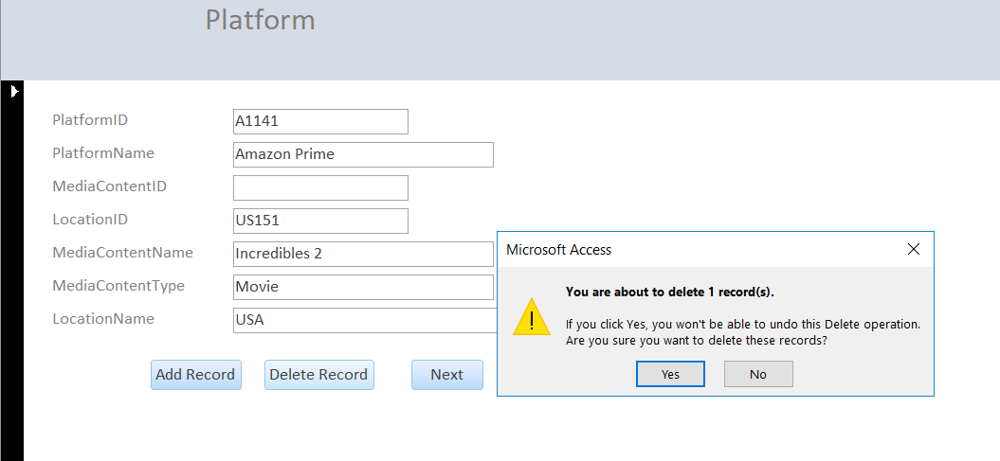 Platform
PlatformID A1141
PlatformName Amazon Prime
MediaContentID
LocationID US151
MediaContentName Incredibles 2
MediaContentType Movie
LocationName USA
Add Record Delete Record Next
Microsoft Access
You are about to delete 1 record(s).
If you click Yes, you won't be able to undo this Delete operation.
Are you sure you want to delete these records?
Yes No